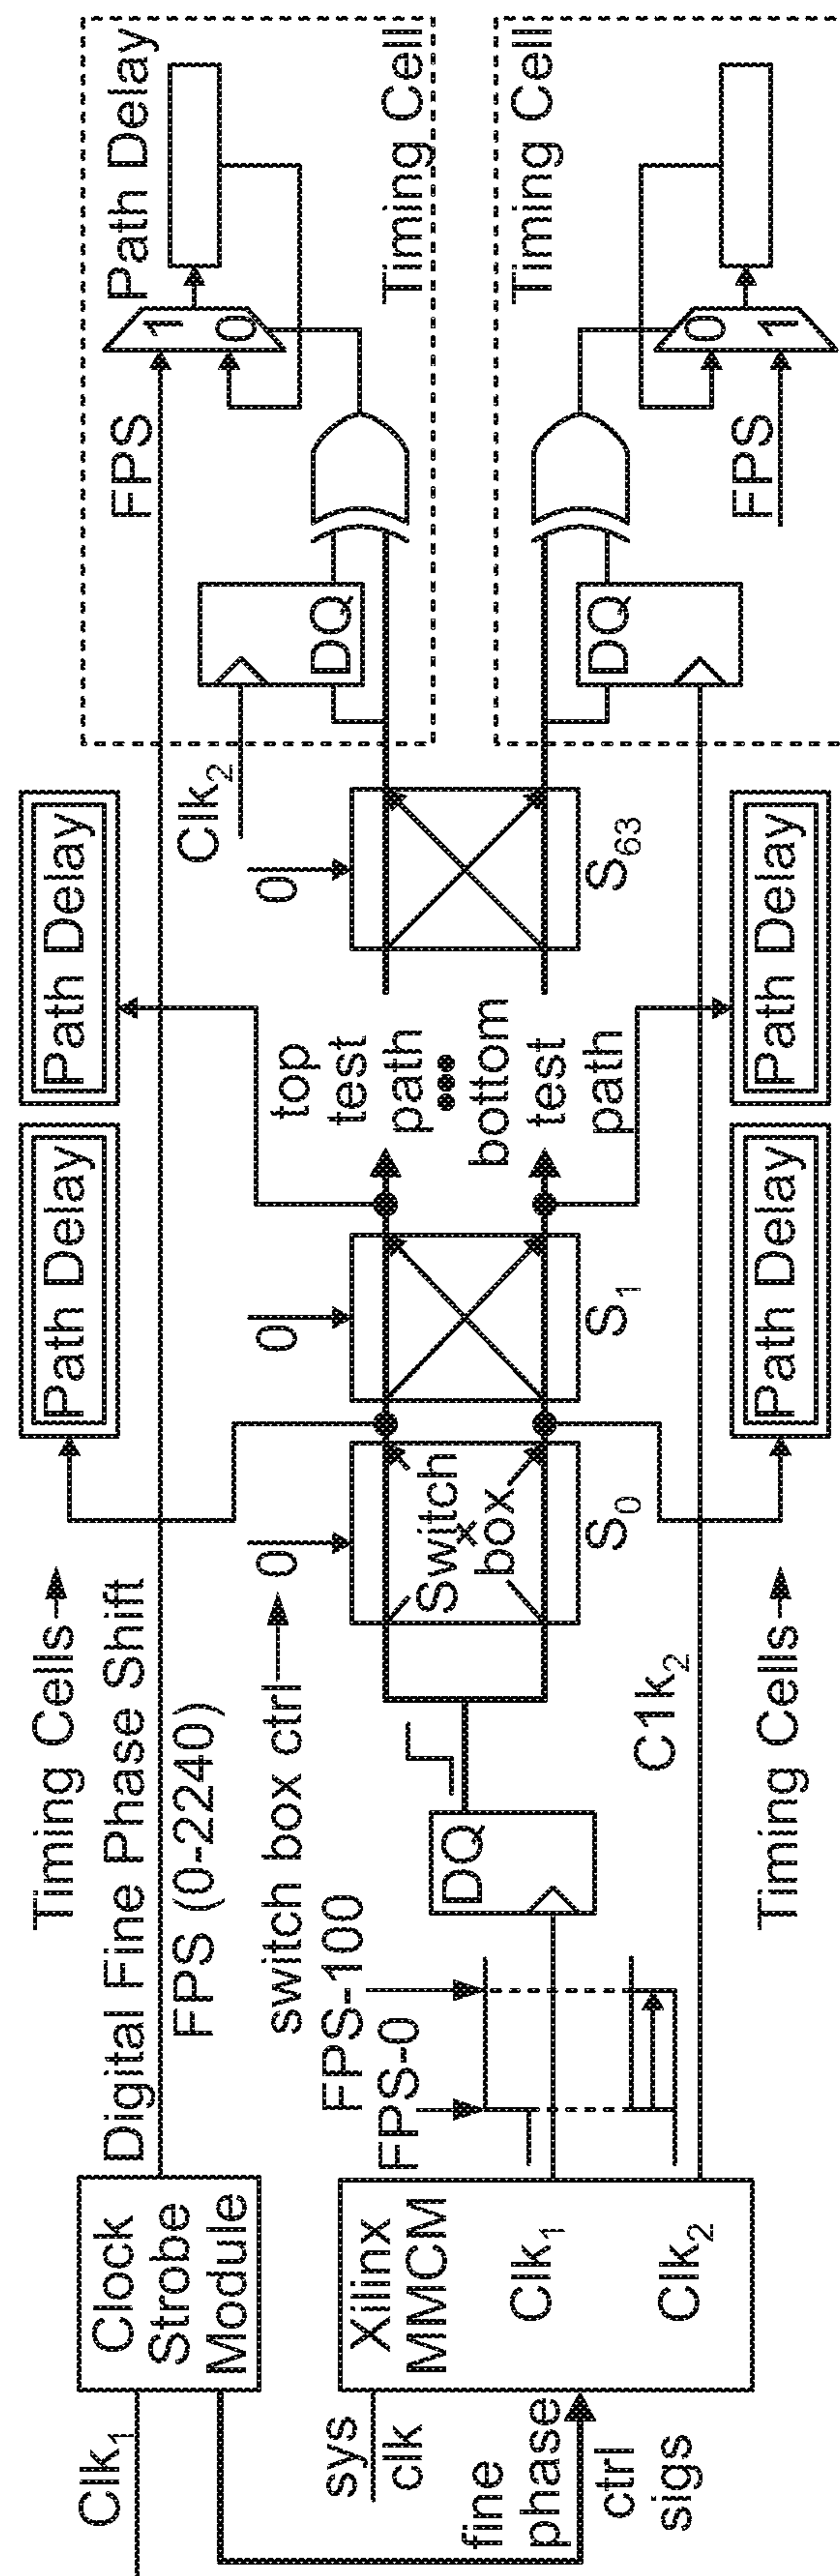 Clk1
Clock
Strobe
Module
fine
phase
ctrl
sigs
sys
clk
Xilinx
MMCM
Clk1
Clk2
Timing Cells
Digital Fine Phase Shift
FPS (0-2240)
switch box ctrl
FPS-100
FPS-0
DQ
C1k2
Timing Cells
0
Switch
box
S0
0
S1
Path Delay
Path Delay
Path Delay
Path Delay
top
test
path
bottom
test
path
0
S63
Clk2
FPS
Path Delay
1
0
DQ
Timing Cell
Timing Cell
DQ
FPS
0
1